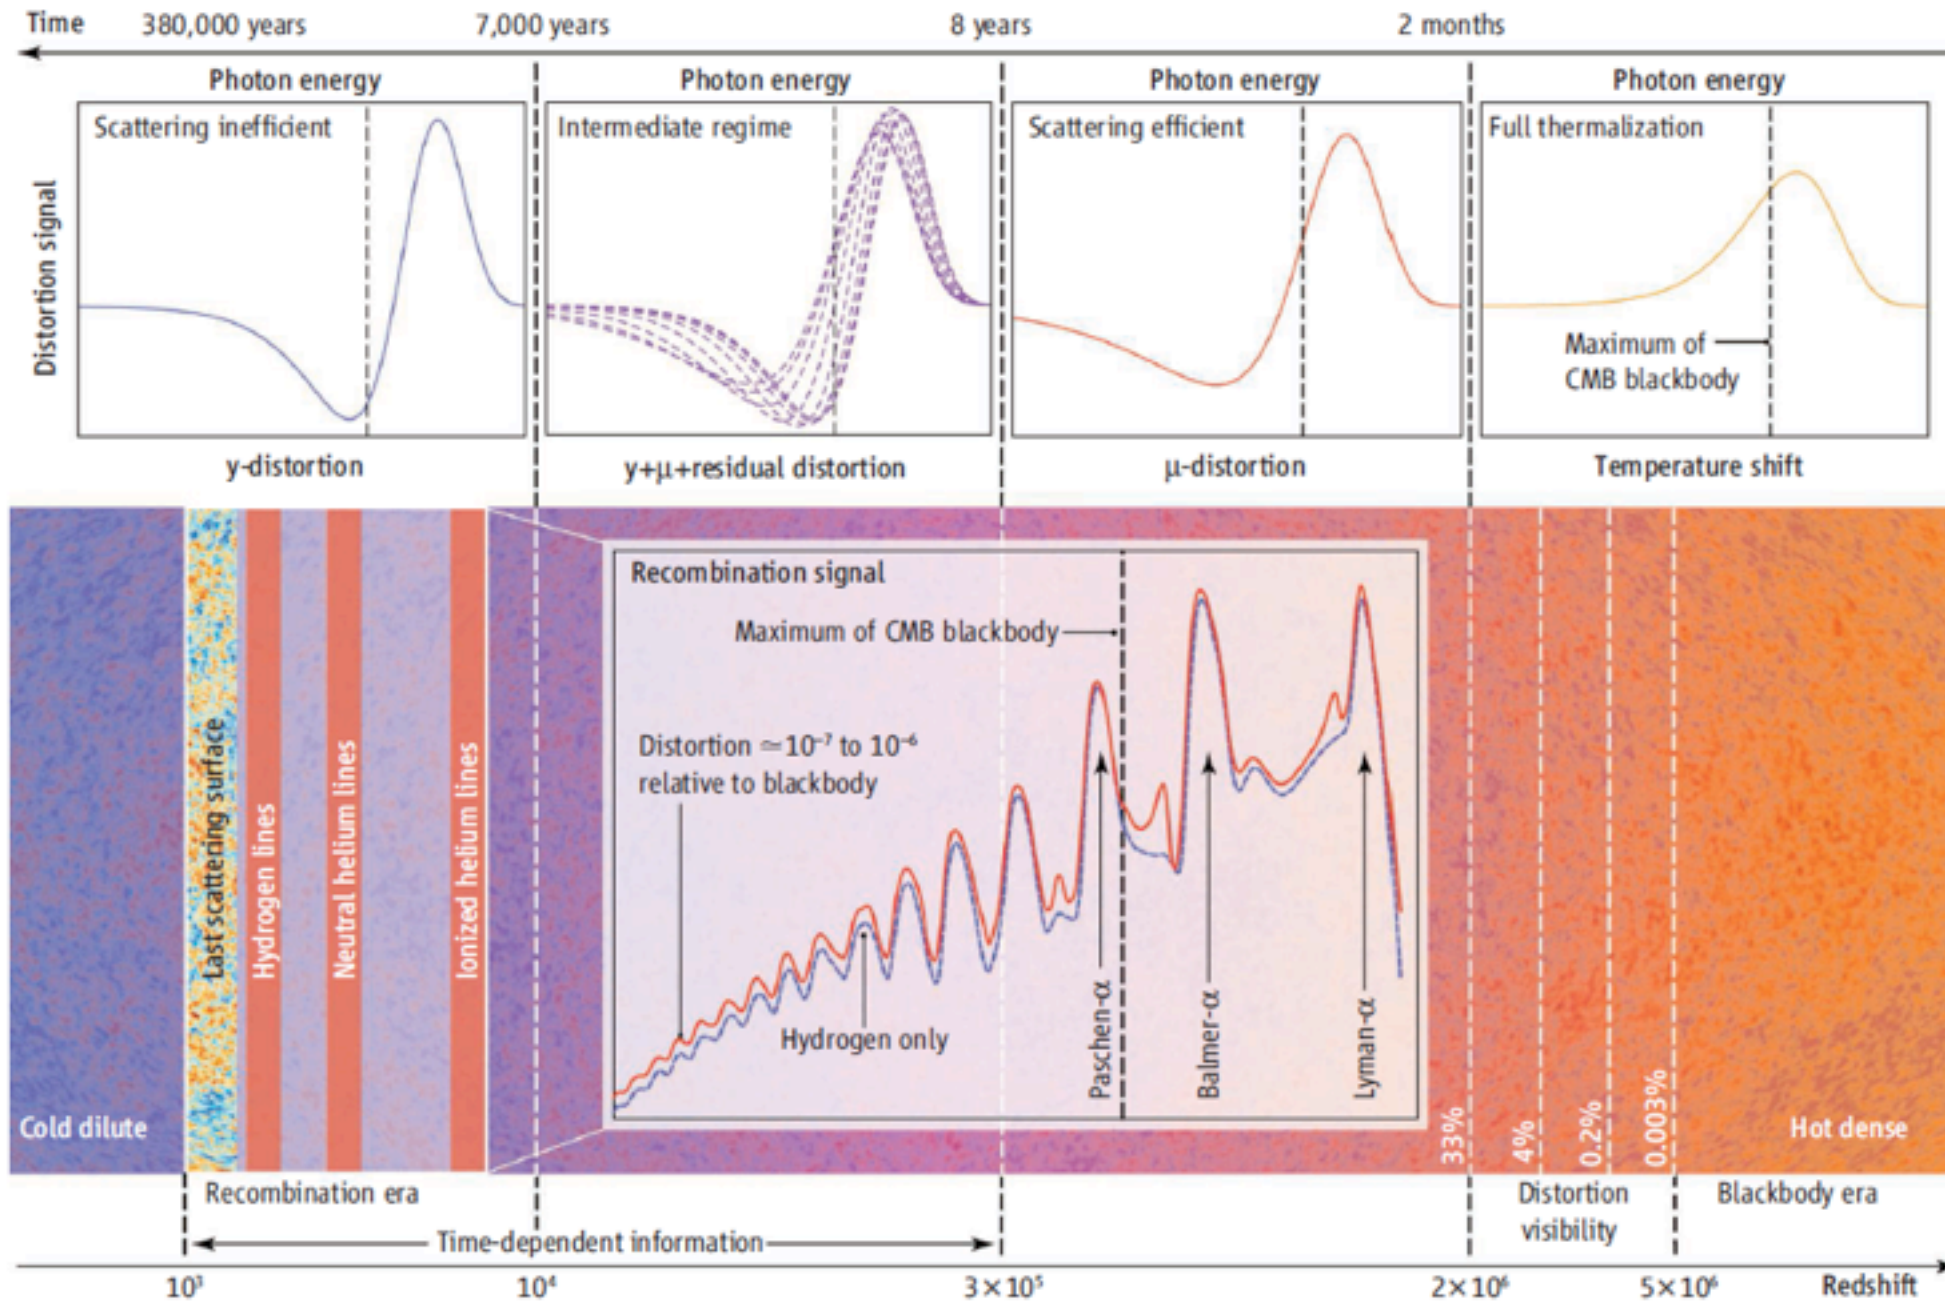 Time 380,000 years 7,000 years 8 years 2 months
Photon energy Photon energy Photon energy Photon energy
Scattering inefficient
Intermediate regime
Scattering efficient
Full thermalization
Distortion signal
Maximum of
CMB blackbody
y-distortion
y+μ+residual distortion
μ-distortion
Temperature shift
Last scattering surface
Hydrogen lines
Neutral helium lines
Ionized helium lines
Cold dilute
Recombination signal
Maximum of CMB blackbody
Distortion ≃10⁻⁷ to 10⁻⁶
relative to blackbody
Hydrogen only
Paschen-α
Balmer-α
Lyman-α
33%
4%
0.2%
0.003%
Hot dense
Recombination era
Distortion
visibility
Blackbody era
Time-dependent information
10³ 10⁴ 3×10⁵ 2×10⁶ 5×10⁶ Redshift